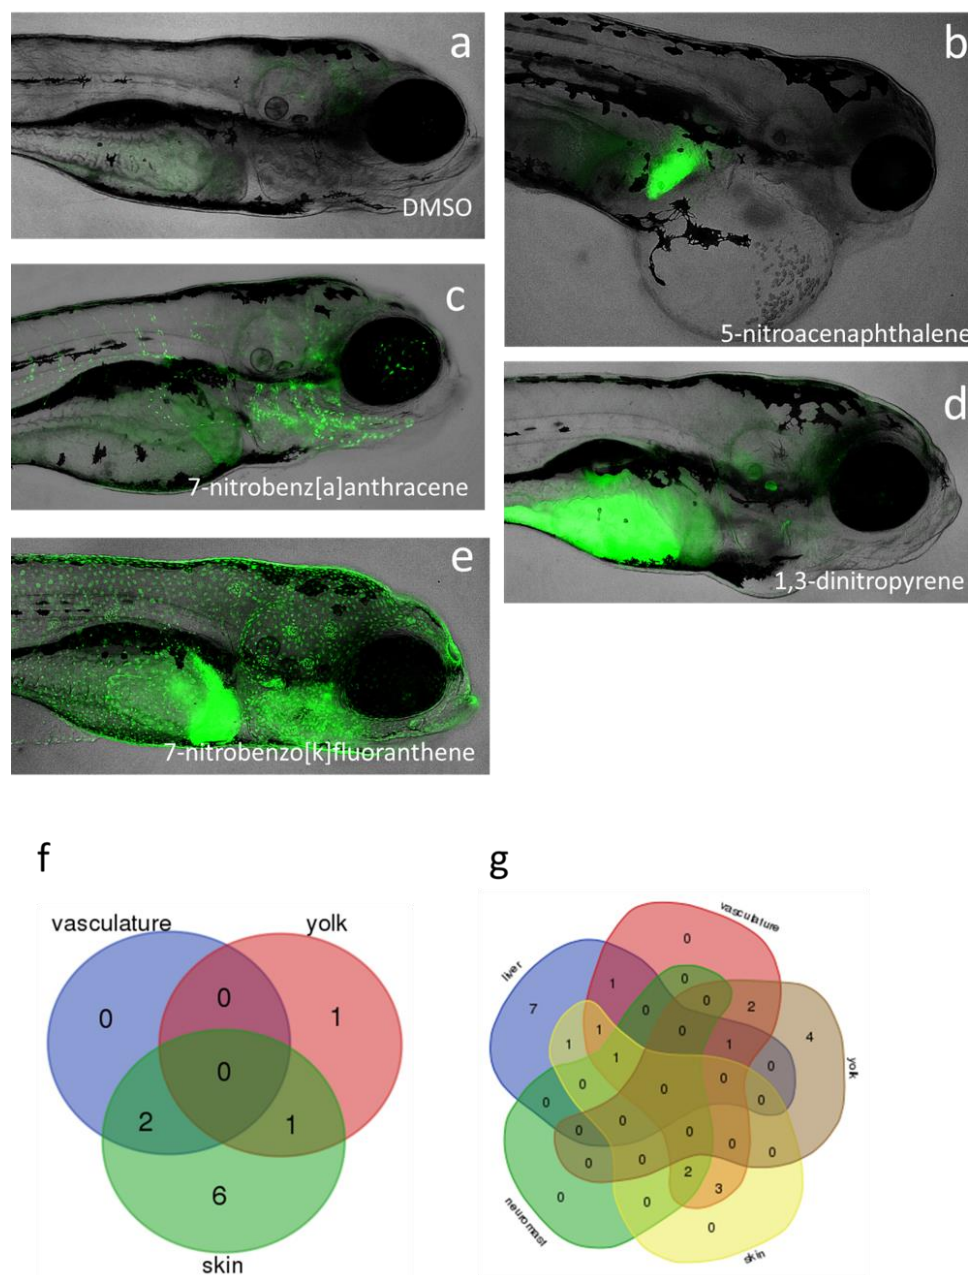 a
DMSO
b
5-nitroacenaphthalene
c
7-nitrobenz[a]anthracene
d
1,3-dinitropyrene
e
7-nitrobenzo[k]fluoranthene
f
vasculature
yolk
0
0
1
0
2
1
6
skin
g
vasculature
liver
yolk
neuromast
skin
0
7
1
0
0
0
2
4
1
1
1
0
1
0
0
0
0
0
0
0
0
0
0
0
0
0
2
3
0
0
0